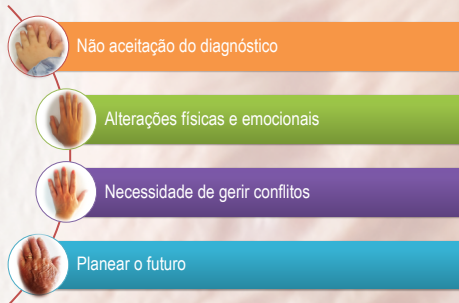 Não aceitação do diagnóstico
Alterações físicas e emocionais
Necessidade de gerir conflitos
Planear o futuro